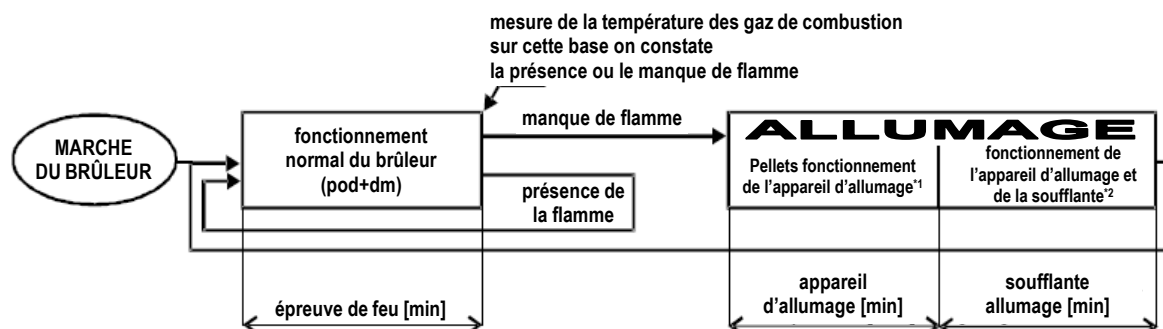 mesure de la température des gaz de combustion
sur cette base on constate
la présence ou le manque de flamme
MARCHE
DU BRÛLEUR
fonctionnement
normal du brûleur
(pod+dm)
manque de flamme
présence de
la flamme
ALLUMAGE
Pellets fonctionnement
de l'appareil d'allumage*1
fonctionnement de
l'appareil d'allumage et
de la soufflante*2
épreuve de feu [min]
appareil
d'allumage [min]
soufflante
allumage [min]